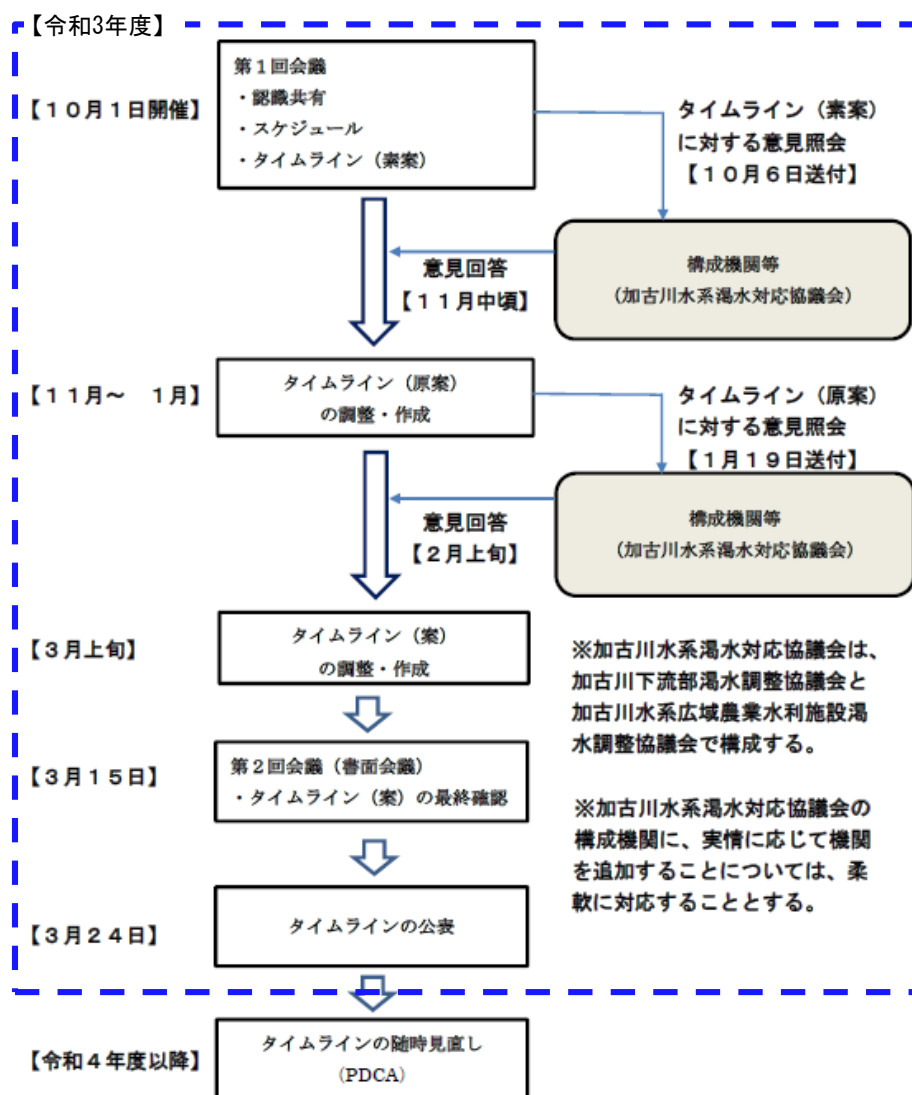 【令和3年度】
第１回会議
・認識共有
・スケジュール
・タイムライン（素案）
【１０月１日開催】
タイムライン（素案）
に対する意見照会
【１０月６日送付】
構成機関等
（加古川水系渇水対応協議会）
意見回答
【１１月中頃】
【１１月～　１月】
タイムライン（原案）
の調整・作成
タイムライン（原案）
に対する意見照会
【１月１９日送付】
構成機関等
（加古川水系渇水対応協議会）
意見回答
【２月上旬】
【３月上旬】
タイムライン（案）
の調整・作成
※加古川水系渇水対応協議会は、
加古川下流部渇水調整協議会と
加古川水系広域農業水利施設渇
水調整協議会で構成する。
【３月１５日】
第２回会議（書面会議）
・タイムライン（案）の最終確認
※加古川水系渇水対応協議会の
構成機関に、実情に応じて機関
を追加することについては、柔
軟に対応することとする。
【３月２４日】
タイムラインの公表
【令和４年度以降】
タイムラインの随時見直し
（PDCA）